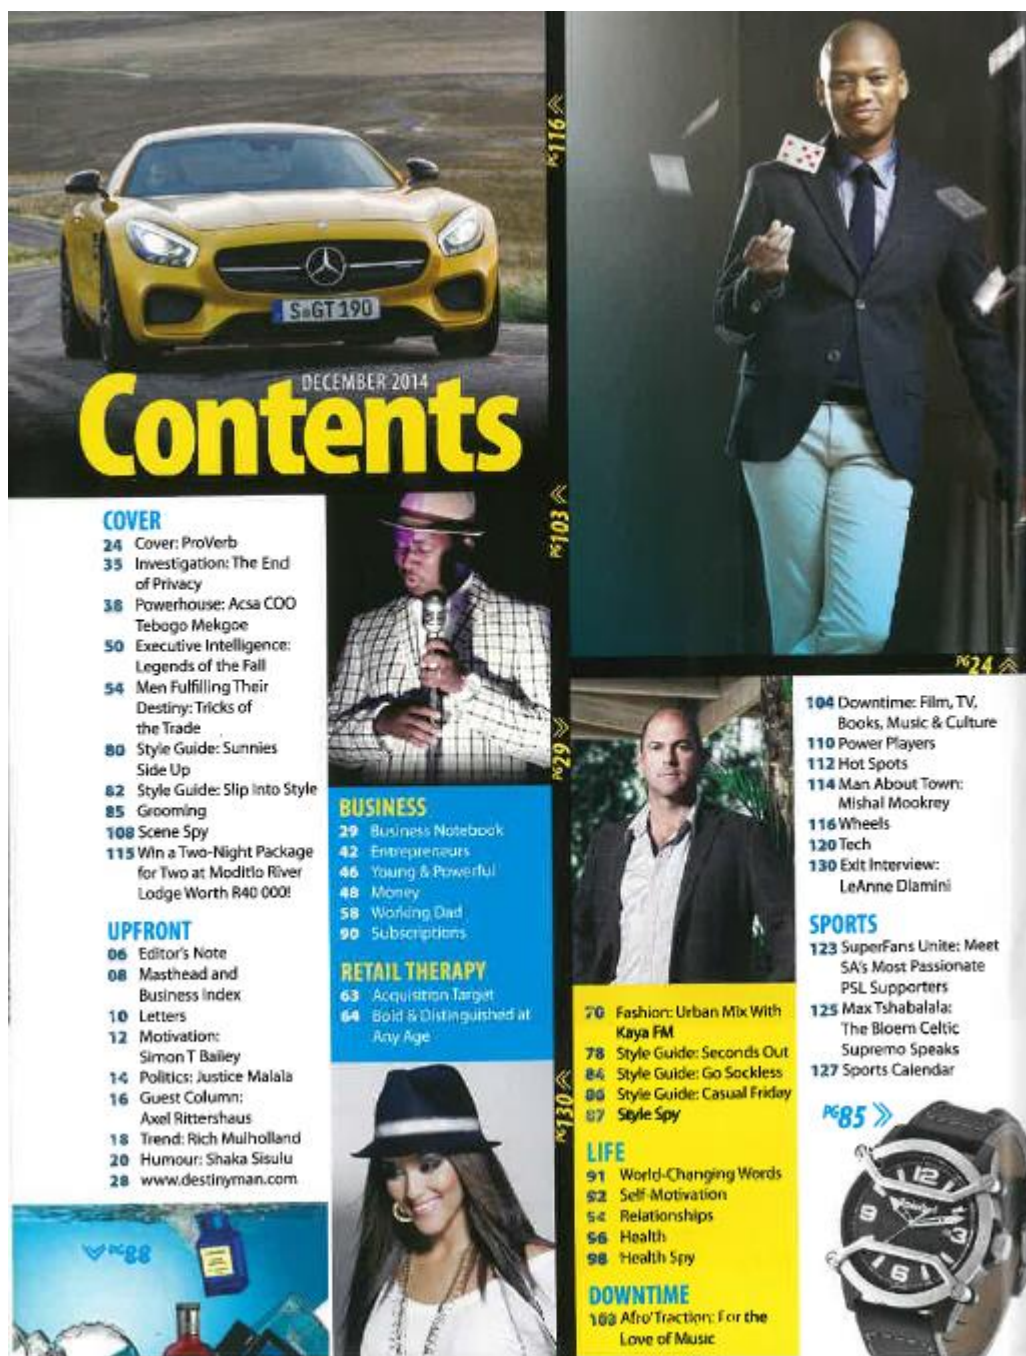 S GT 190
PG116
DECEMBER 2014
Contents
PG103
PG24
PG29
COVER
24 Cover: ProVerb
35 Investigation: The End
of Privacy
38 Powerhouse: Acsa COO
Tebogo Mekgoe
50 Executive Intelligence:
Legends of the Fall
54 Men Fulfilling Their
Destiny: Tricks of
the Trade
80 Style Guide: Sunnies
Side Up
82 Style Guide: Slip Into Style
85 Grooming
108 Scene Spy
115 Win a Two-Night Package
for Two at Moditlo River
Lodge Worth R40 000!
UPFRONT
06 Editor's Note
08 Masthead and
Business Index
10 Letters
12 Motivation:
Simon T Bailey
14 Politics: Justice Malala
16 Guest Column:
Axel Rittershaus
18 Trend: Rich Mulholland
20 Humour: Shaka Sisulu
28 www.destinyman.com
PG88
BUSINESS
29 Business Notebook
42 Entrepreneurs
46 Young & Powerful
48 Money
58 Working Dad
90 Subscriptions
RETAIL THERAPY
63 Acquisition Target
64 Bold & Distinguished at
Any Age
PG130
70 Fashion: Urban Mix With
Kaya FM
78 Style Guide: Seconds Out
84 Style Guide: Go Sockless
86 Style Guide: Casual Friday
87 Style Spy
LIFE
91 World-Changing Words
92 Self-Motivation
94 Relationships
96 Health
98 Health Spy
DOWNTIME
103 Afro'Traction: For the
Love of Music
104 Downtime: Film, TV,
Books, Music & Culture
110 Power Players
112 Hot Spots
114 Man About Town:
Mishal Mookrey
116 Wheels
120 Tech
130 Exit Interview:
LeAnne Dlamini
SPORTS
123 SuperFans Unite: Meet
SA's Most Passionate
PSL Supporters
125 Max Tshabalala:
The Bloem Celtic
Supremo Speaks
127 Sports Calendar
PG85
12
9
3
6